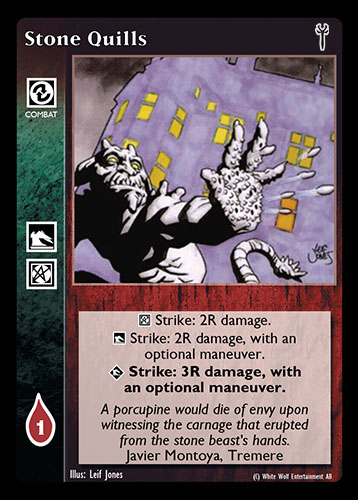 Stone Quills
COMBAT
LEIF
JONES
Strike: 2R damage.
Strike: 2R damage, with an
optional maneuver.
Strike: 3R damage, with
an optional maneuver.
A porcupine would die of envy upon
witnessing the carnage that erupted
from the stone beast's hands.
Javier Montoya, Tremere
1
Illus: Leif Jones
(C) White Wolf Entertainment AB